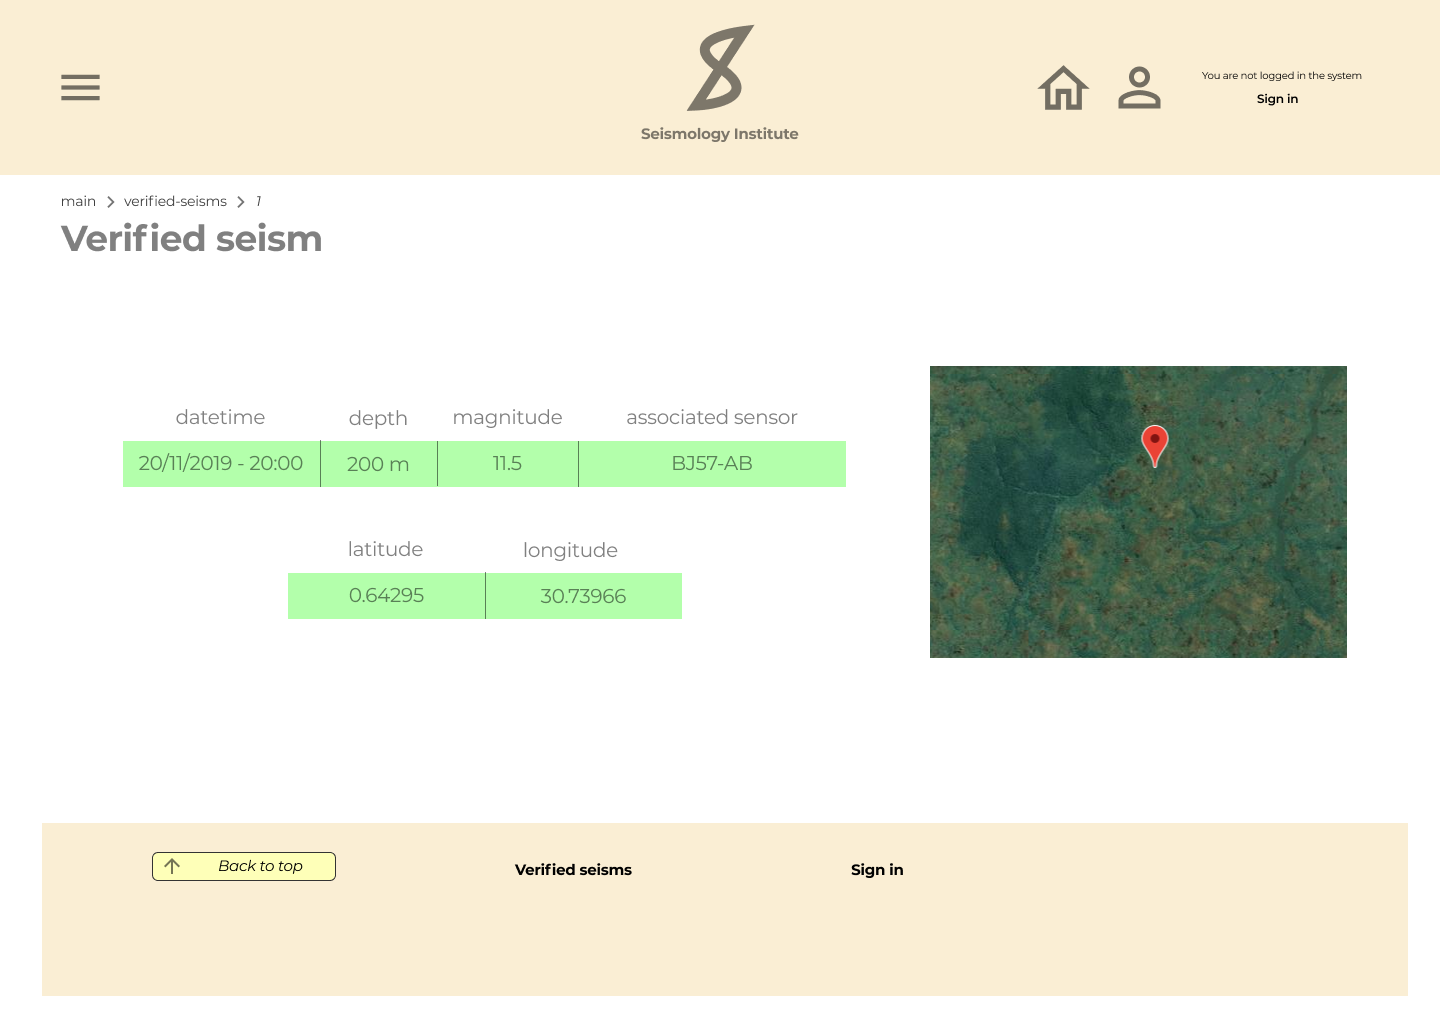 Seismology Institute
You are not logged in the system
Sign in
main > verified-seisms > 1
Verified seism
datetime depth magnitude associated sensor
20/11/2019 - 20:00 200 m 11.5 BJ57-AB
latitude longitude
0.64295 30.73966
Back to top
Verified seisms
Sign in